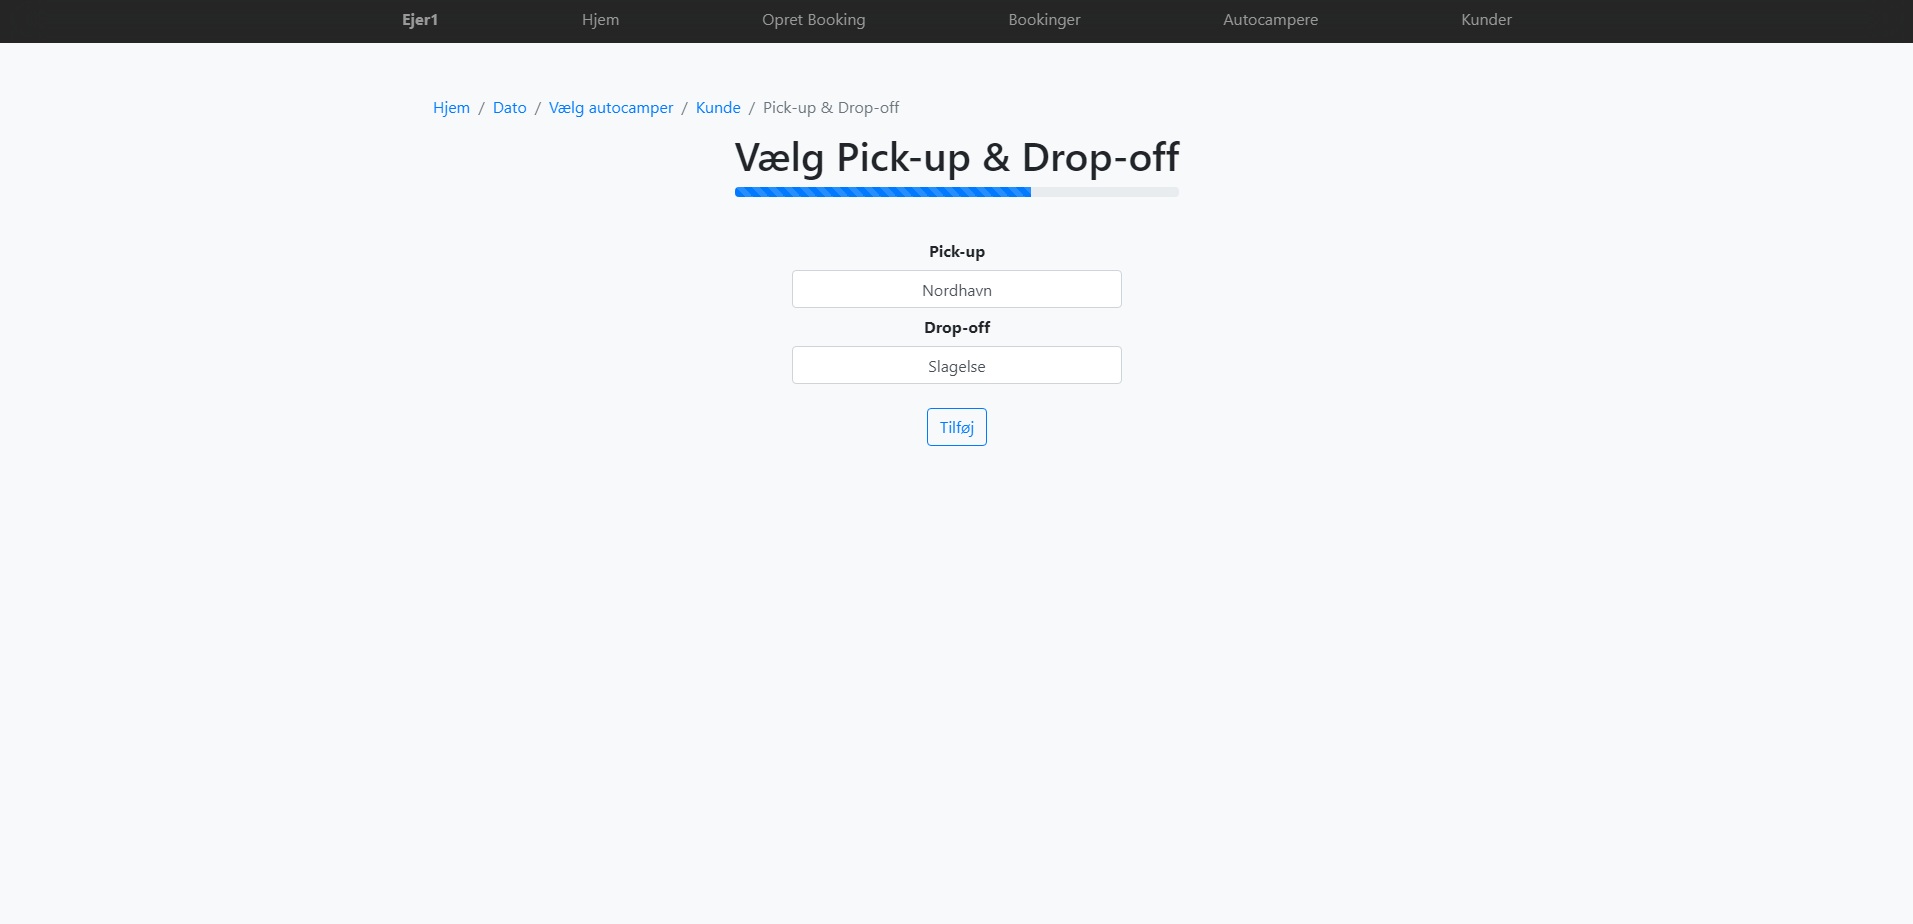 Ejer1 Hjem Opret Booking Bookinger Autocampere Kunder
Hjem / Dato / Vælg autocamper / Kunde / Pick-up & Drop-off
Vælg Pick-up & Drop-off
Pick-up
Nordhavn
Drop-off
Slagelse
Tilføj